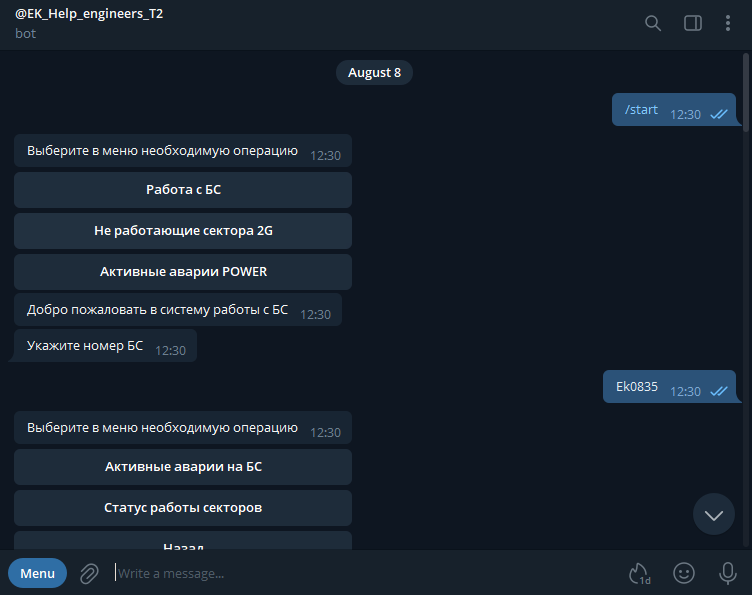 @EK_Help_engineers_T2
bot
August 8
/start 12:30
Выберите в меню необходимую операцию 12:30
Работа с БС
Не работающие сектора 2G
Активные аварии POWER
Добро пожаловать в систему работы с БС 12:30
Укажите номер БС 12:30
Ek0835 12:30
Выберите в меню необходимую операцию 12:30
Активные аварии на БС
Статус работы секторов
Назад
Menu Write a message... 1d